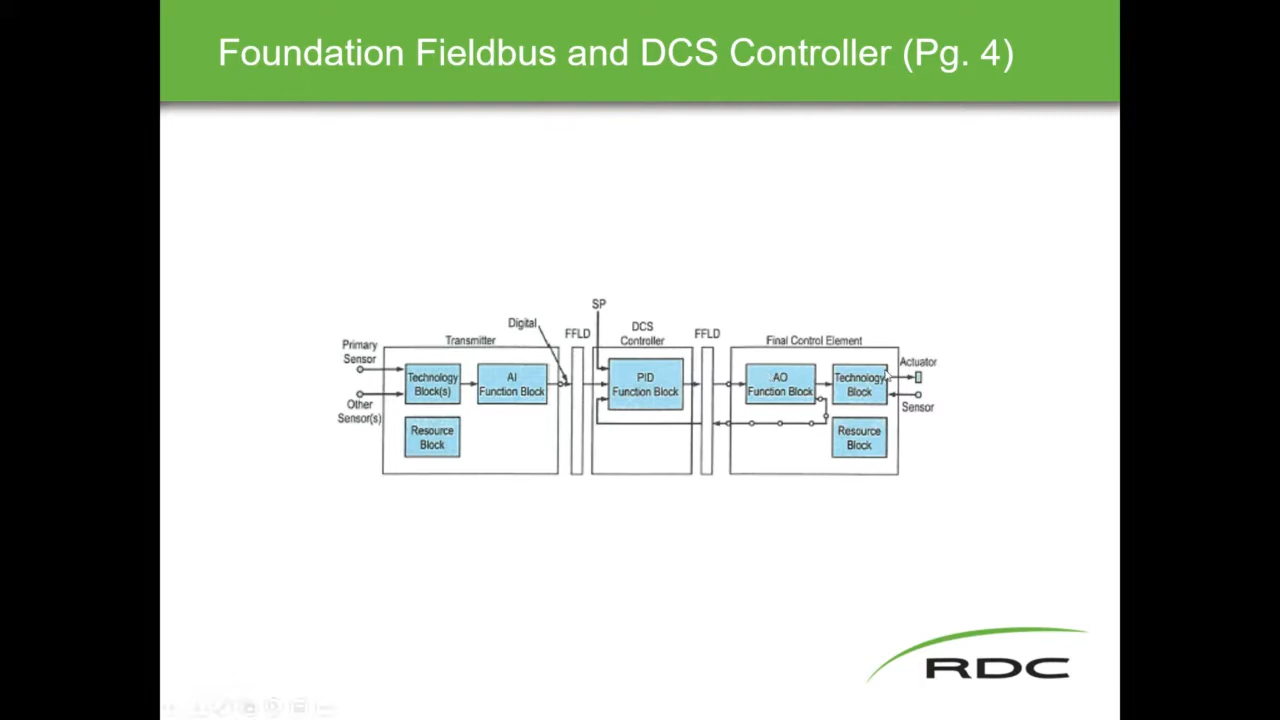 Foundation Fieldbus and DCS Controller (Pg. 4)
SP
Digital
FFLD
DCS
Controller
FFLD
Primary
Sensor
Transmitter
Final Control Element
Actuator
Technology
Block(s)
AI
Function Block
PID
Function Block
AO
Function Block
Technology
Block
Other
Sensor(s)
Sensor
Resource
Block
Resource
Block
RDC